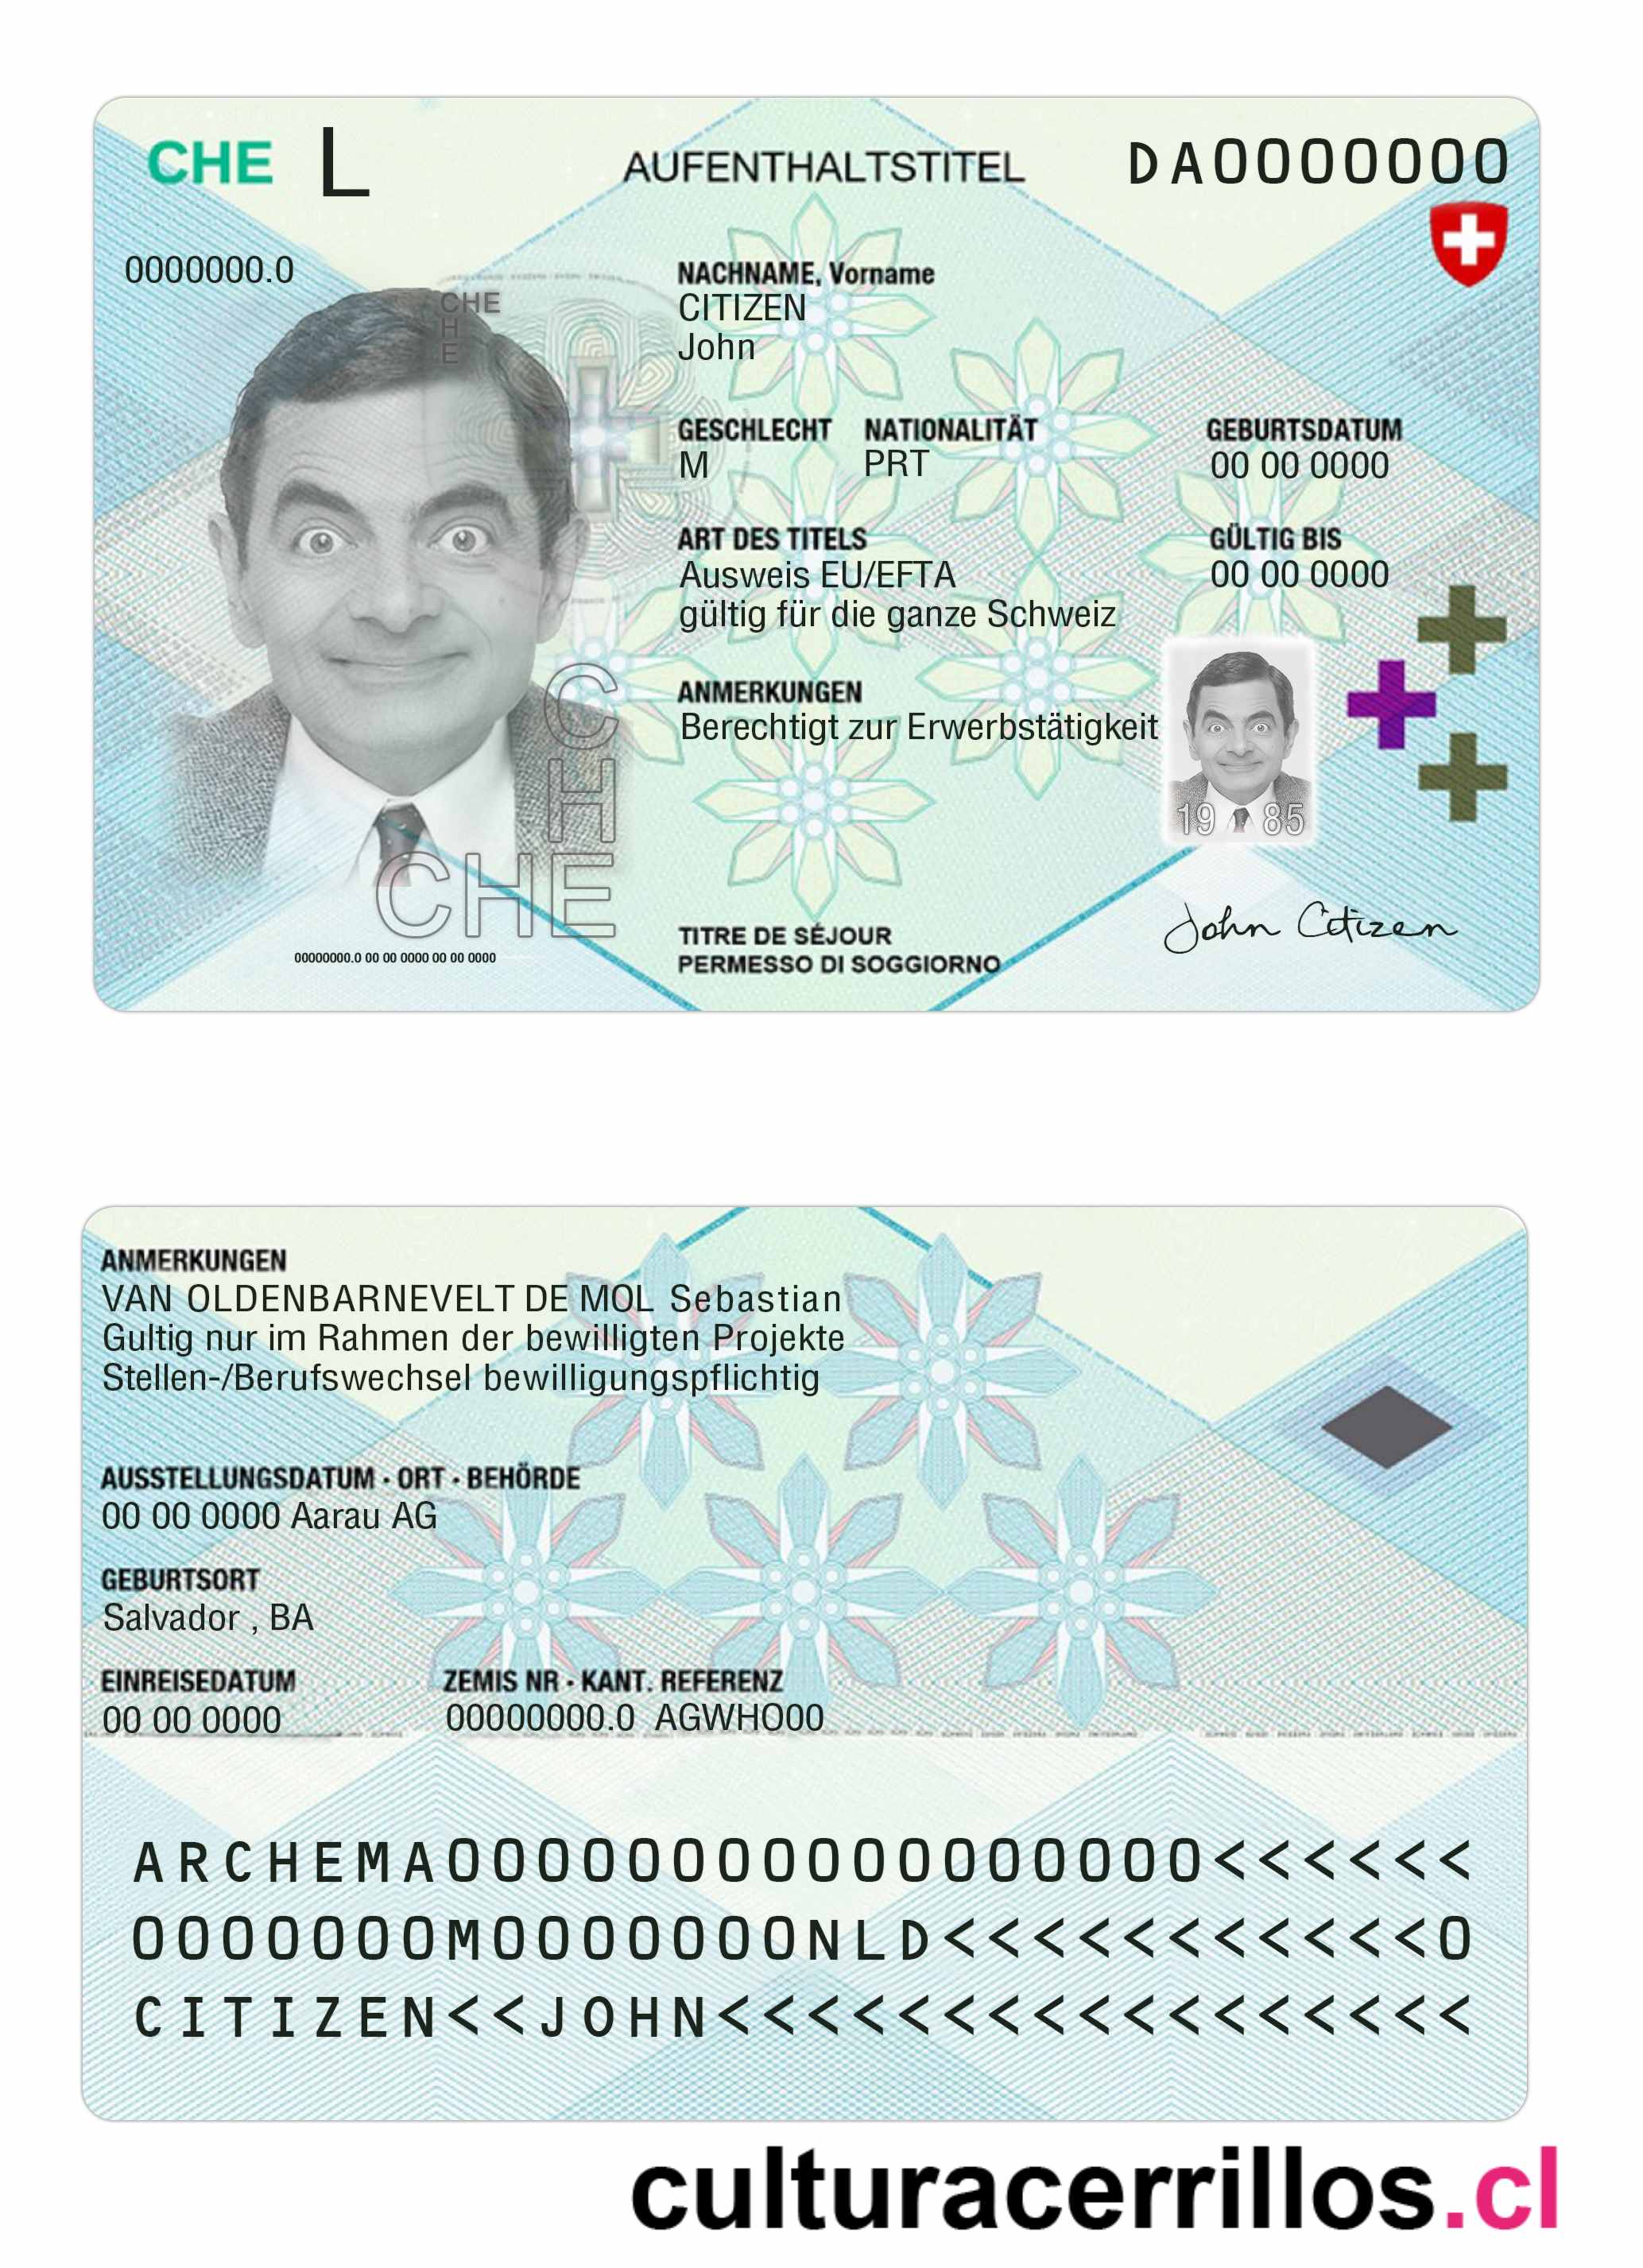 CHE L AUFENTHALTSTITEL DA0000000
0000000.0
CHE
H
E
NACHNAME, Vorname
CITIZEN
John
GESCHLECHT NATIONALITÄT GEBURTSDATUM
M PRT 00 00 0000
ART DES TITELS GÜLTIG BIS
Ausweis EU/EFTA 00 00 0000
gültig für die ganze Schweiz
ANMERKUNGEN
Berechtigt zur Erwerbstätigkeit
19 85
C
H
CHE
John Citizen
TITRE DE SÉJOUR
PERMESSO DI SOGGIORNO
00000000.0 00 00 0000 00 00 0000
ANMERKUNGEN
VAN OLDENBARNEVELT DE MOL Sebastian
Gultig nur im Rahmen der bewilligten Projekte
Stellen-/Berufswechsel bewilligungspflichtig
AUSSTELLUNGSDATUM · ORT · BEHÖRDE
00 00 0000 Aarau AG
GEBURTSORT
Salvador , BA
EINREISEDATUM ZEMIS NR · KANT. REFERENZ
00 00 0000 00000000.0 AGWHO00
ARCHEMA00000000000000000<<<<<<
0000000M0000000NLD<<<<<<<<<<<0
CITIZEN<<JOHN<<<<<<<<<<<<<<<<<
culturacerrillos.cl